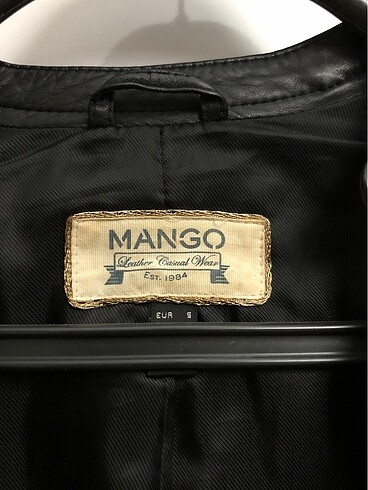 MANGO
Leather Casual Wear
EST. 1984
EUR S